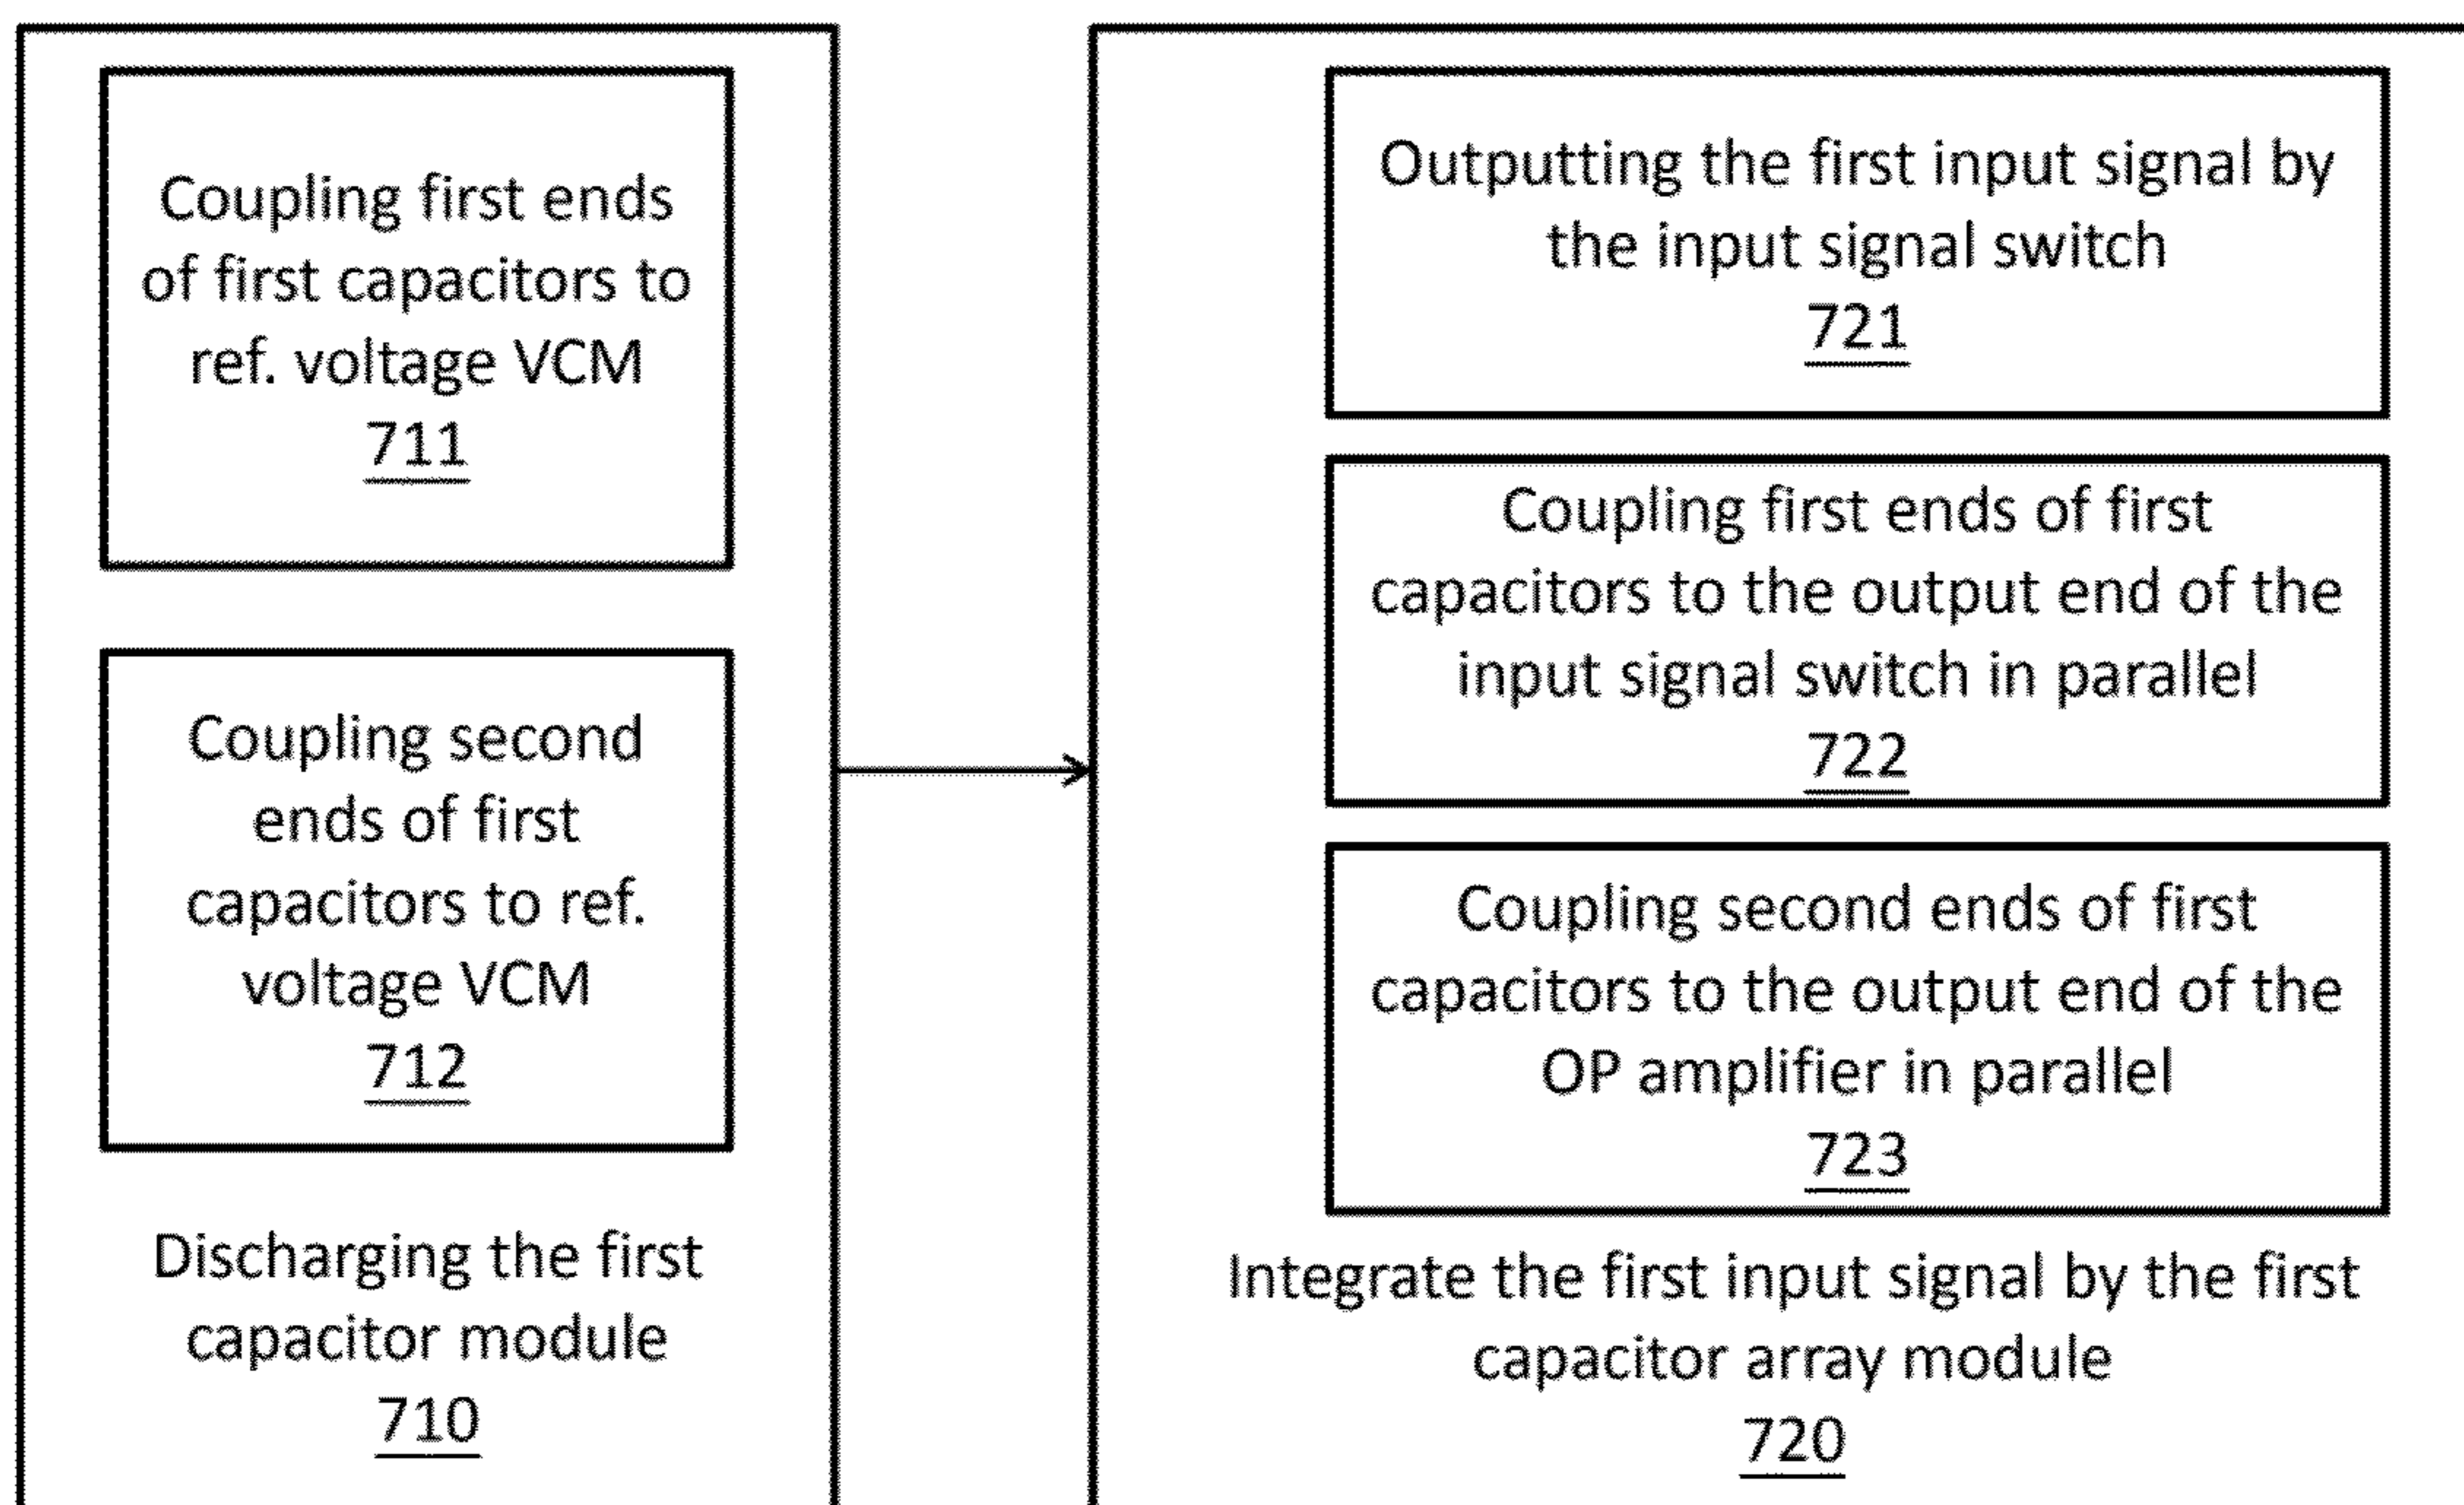 Coupling first ends
of first capacitors to
ref. voltage VCM
711
Coupling second
ends of first
capacitors to ref.
voltage VCM
712
Discharging the first
capacitor module
710
Outputting the first input signal by
the input signal switch
721
Coupling first ends of first
capacitors to the output end of the
input signal switch in parallel
722
Coupling second ends of first
capacitors to the output end of the
OP amplifier in parallel
723
Integrate the first input signal by the first
capacitor array module
720